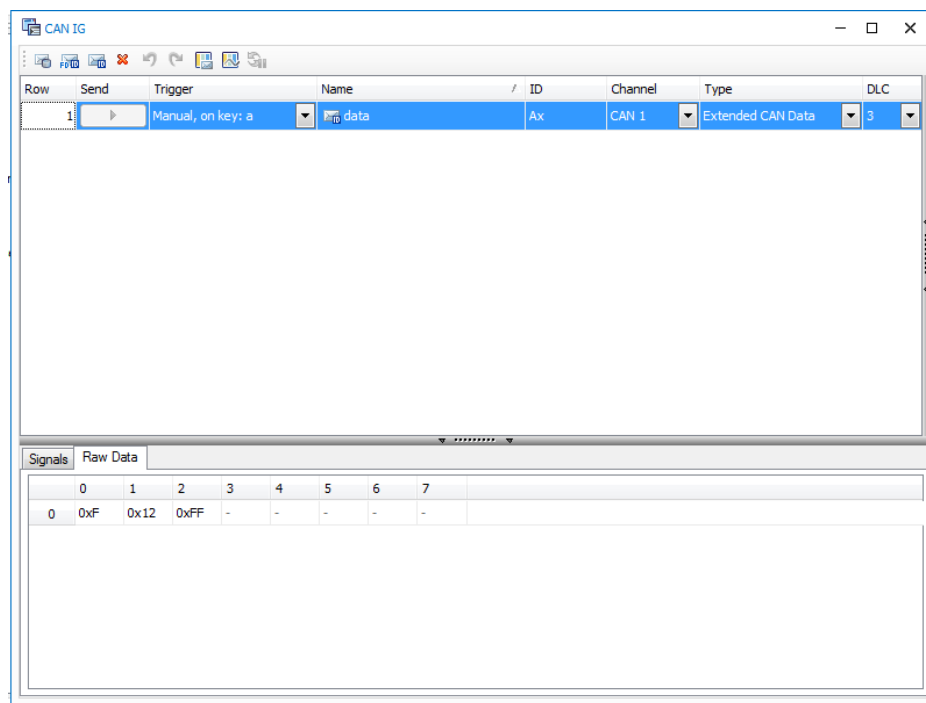 CAN IG
Row Send Trigger Name / ID Channel Type DLC
1 Manual, on key: a data Ax CAN 1 Extended CAN Data 3
Signals Raw Data
0 1 2 3 4 5 6 7
0 0xF 0x12 0xFF - - - - -